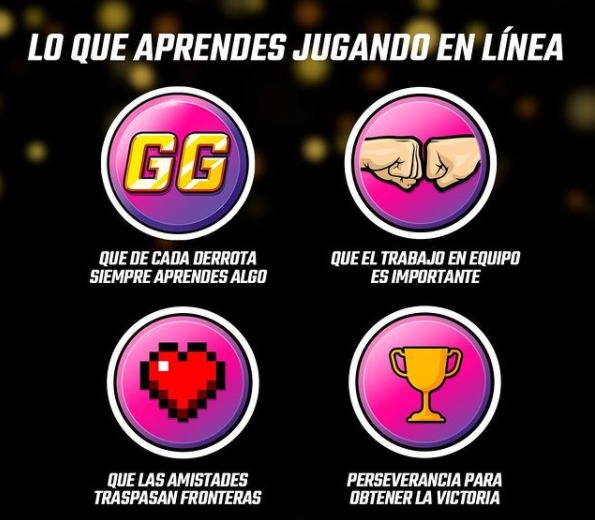 LO QUE APRENDES JUGANDO EN LÍNEA
GG
QUE DE CADA DERROTA
SIEMPRE APRENDES ALGO
QUE EL TRABAJO EN EQUIPO
ES IMPORTANTE
QUE LAS AMISTADES
TRASPASAN FRONTERAS
PERSEVERANCIA PARA
OBTENER LA VICTORIA